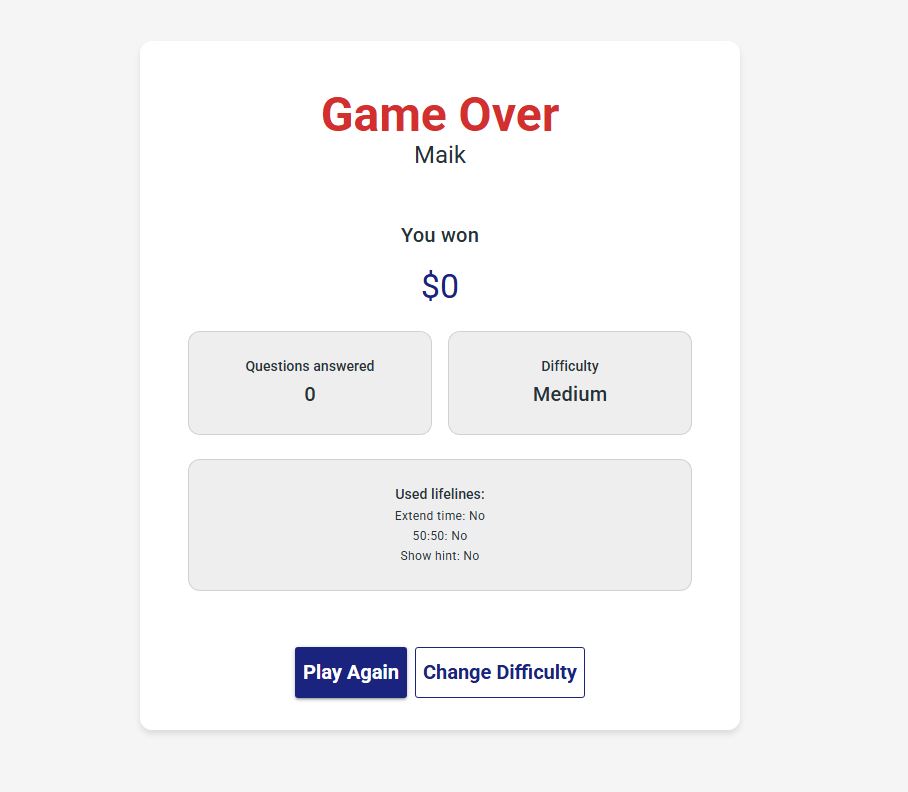 Game Over
Maik
You won
$0
Questions answered
0
Difficulty
Medium
Used lifelines:
Extend time: No
50:50: No
Show hint: No
Play Again
Change Difficulty